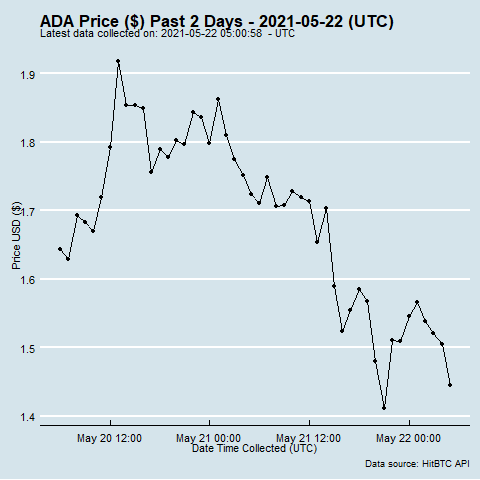 ADA Price ($) Past 2 Days - 2021-05-22 (UTC)
Latest data collected on: 2021-05-22 05:00:58  - UTC
1.9
1.8
1.7
1.6
1.5
1.4
Price USD ($)
May 20 12:00
May 21 00:00
May 21 12:00
May 22 00:00
Date Time Collected (UTC)
Data source: HitBTC API